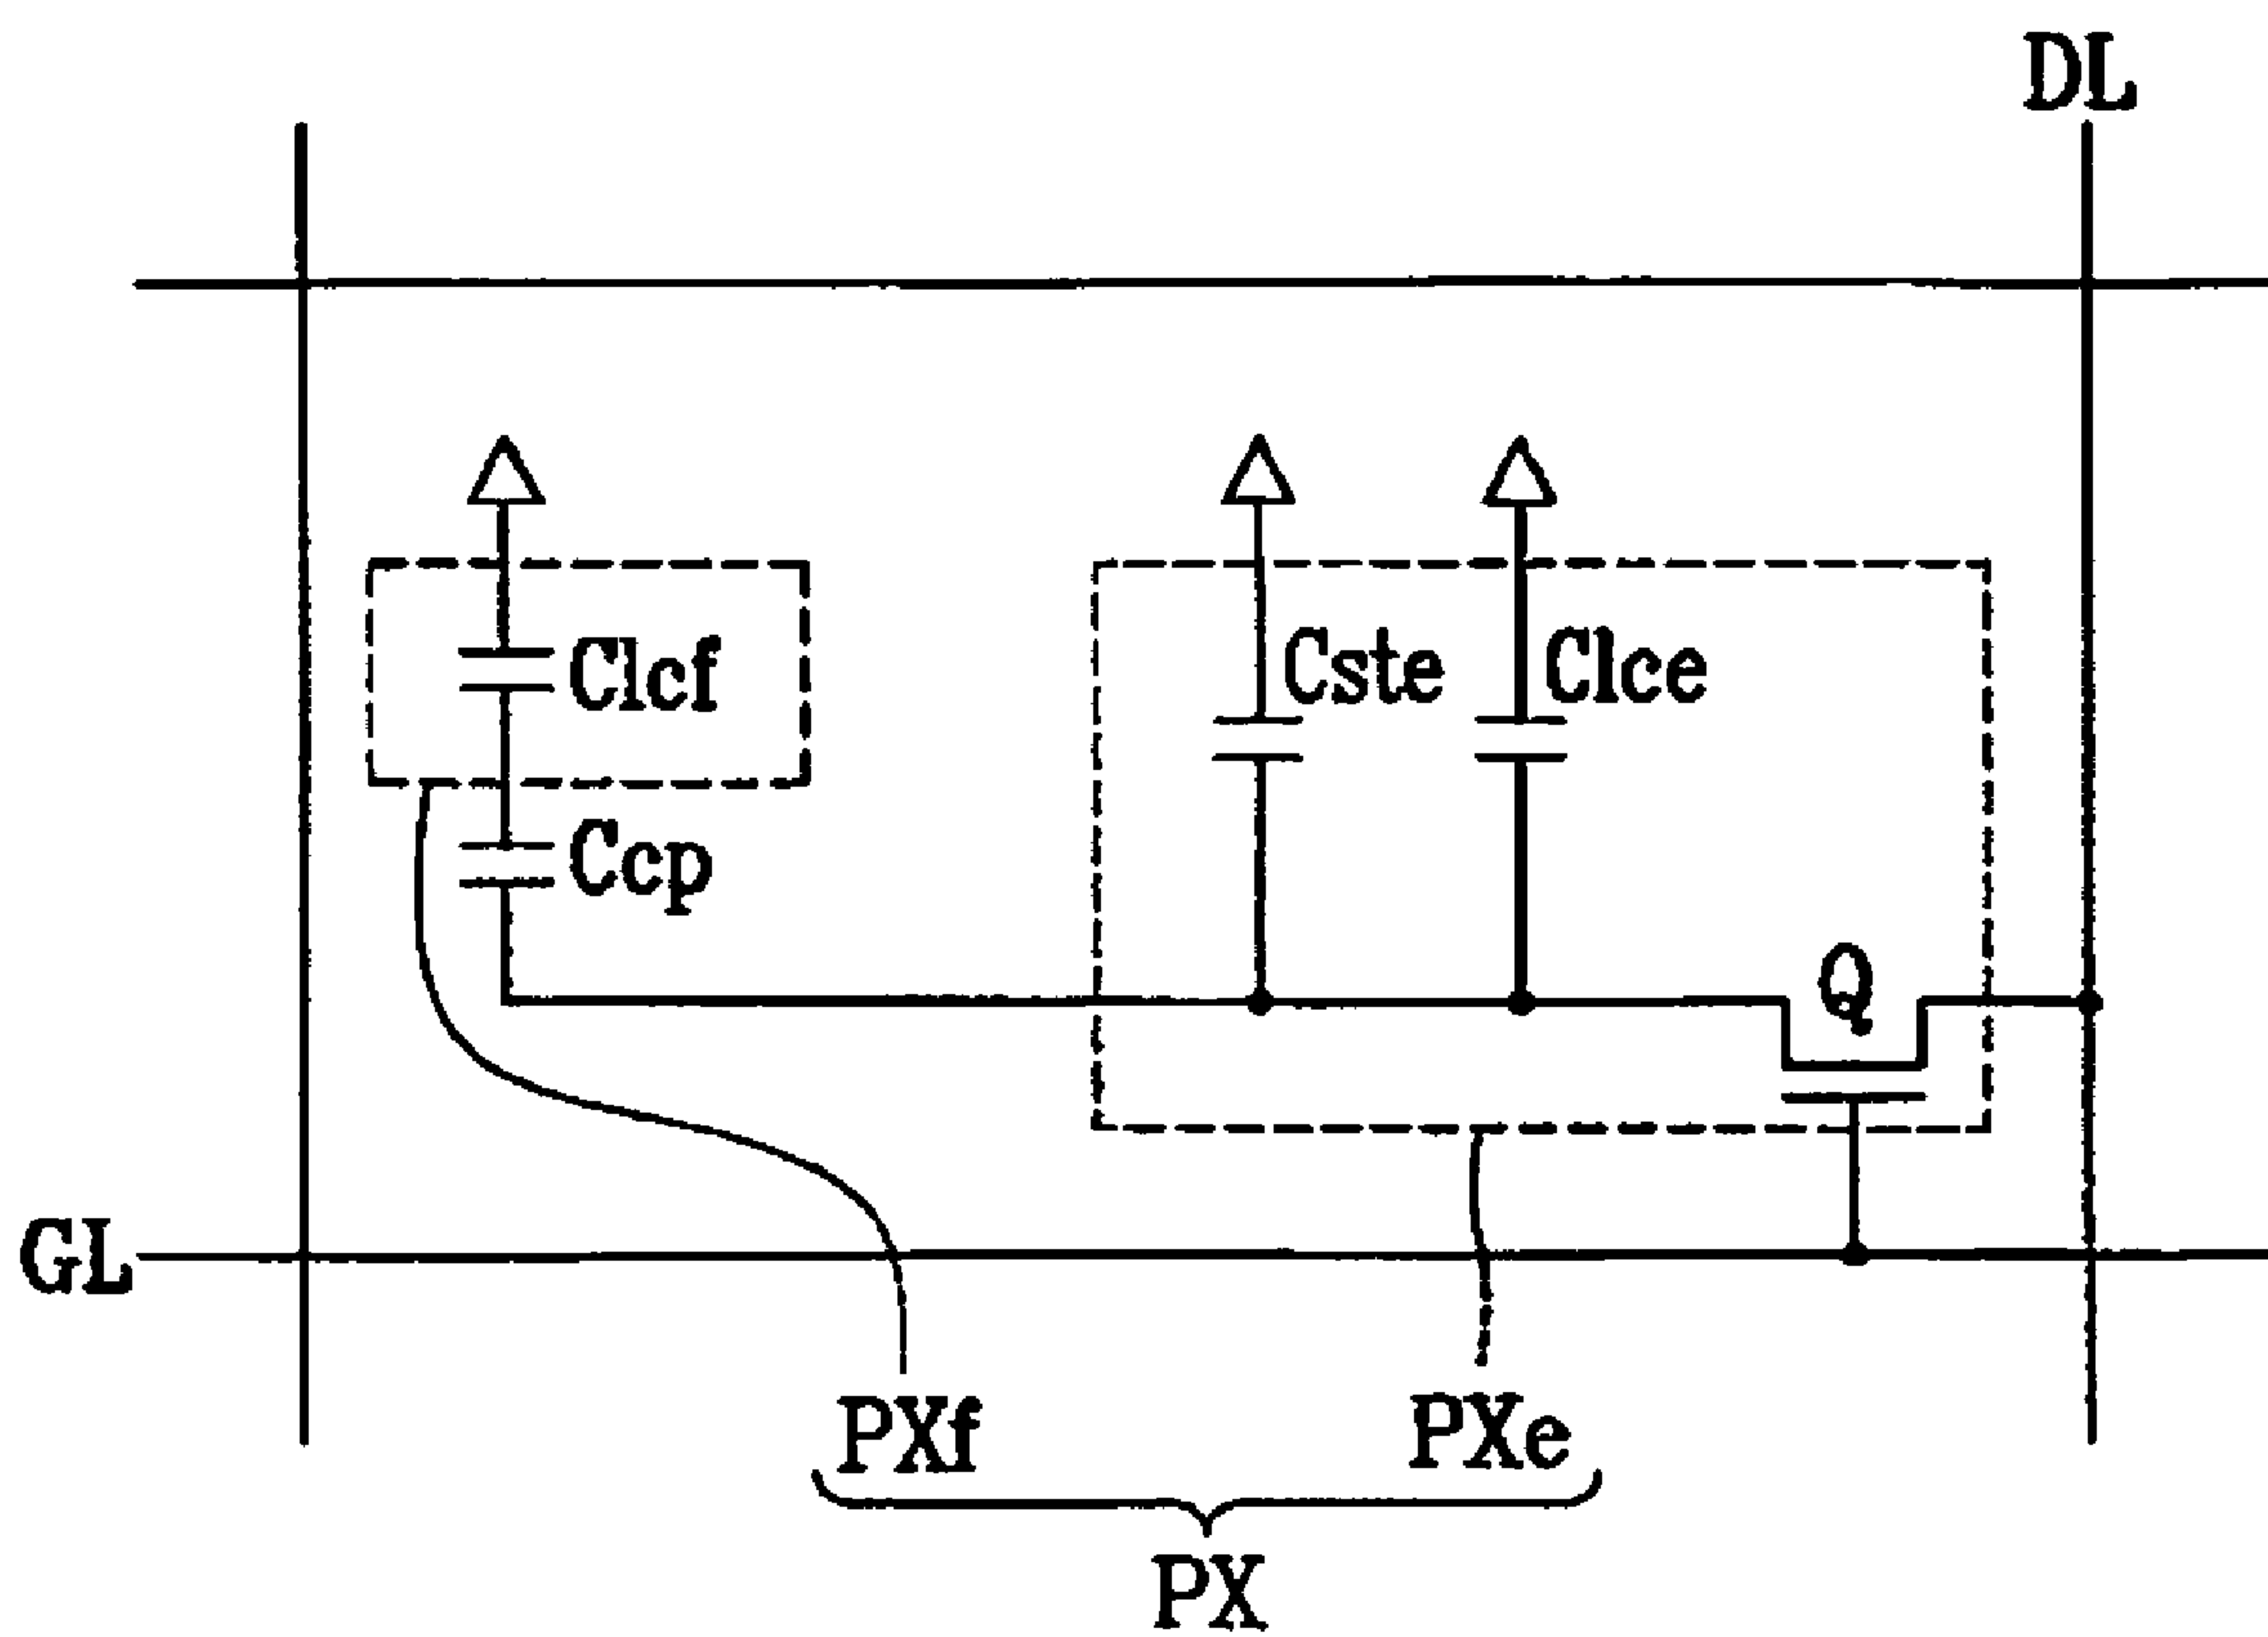 DL
Clcf
Cste Clce
Ccp
Q
GL
PXf PXe
PX